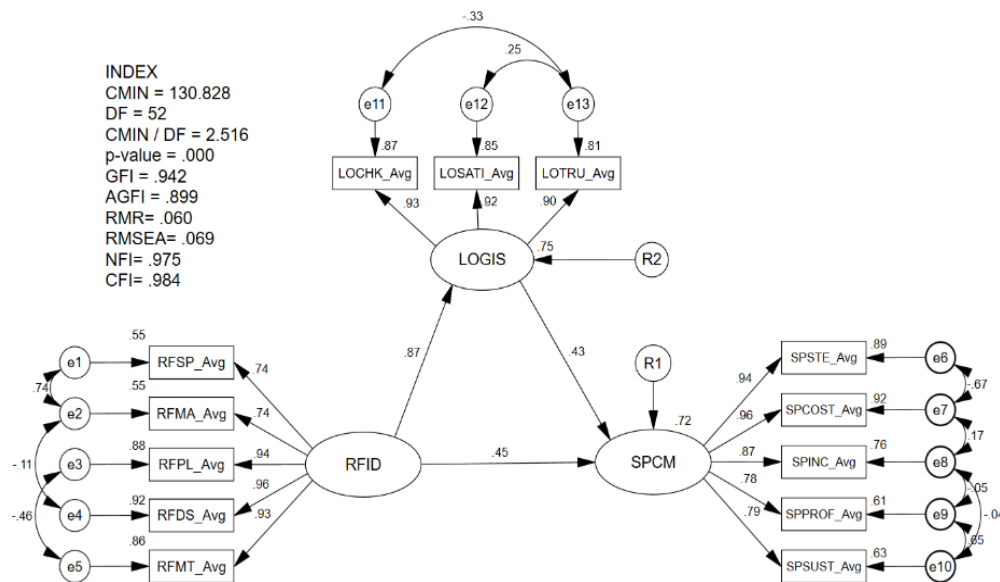 -.33
.25
INDEX
CMIN = 130.828
DF = 52
CMIN / DF = 2.516
p-value = .000
GFI = .942
AGFI = .899
RMR= .060
RMSEA= .069
NFI= .975
CFI= .984
e11
e12
e13
.87
.85
.81
LOCHK_Avg
LOSATI_Avg
LOTRU_Avg
.93
.92
.90
LOGIS
.75
R2
.87
.43
R1
.72
RFID
.45
SPCM
.55
e1
RFSP_Avg
.74
.74
.55
e2
RFMA_Avg
.74
-.11
.88
e3
RFPL_Avg
.94
.92
e4
RFDS_Avg
.96
-.46
.86
e5
RFMT_Avg
.93
.94
SPSTE_Avg
.89
e6
-.67
.96
SPCOST_Avg
.92
e7
.17
.87
SPINC_Avg
.76
e8
-.05
.78
SPPROF_Avg
.61
e9
-.04
.65
.79
SPSUST_Avg
.63
e10